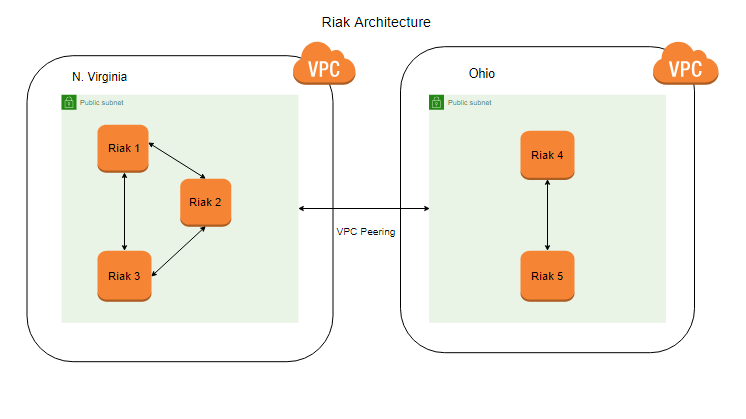 Riak Architecture
VPC
N. Virginia
Public subnet
Riak 1
Riak 2
Riak 3
VPC Peering
VPC
Ohio
Public subnet
Riak 4
Riak 5